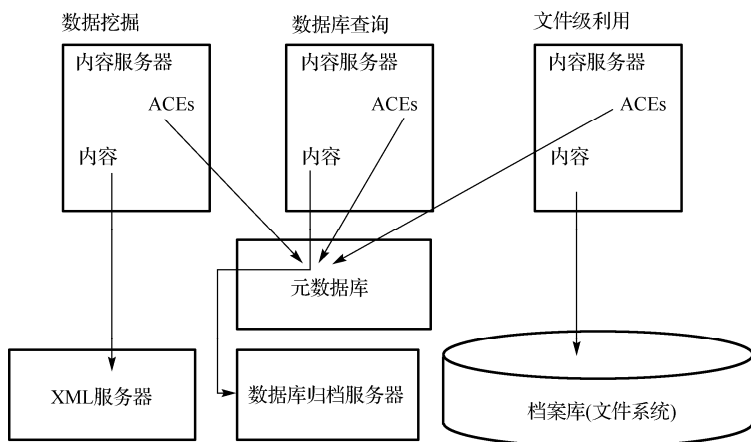 数据挖掘
数据库查询
文件级利用
内容服务器
ACEs
内容
内容服务器
ACEs
内容
内容服务器
ACEs
内容
元数据库
XML服务器
数据库归档服务器
档案库(文件系统)